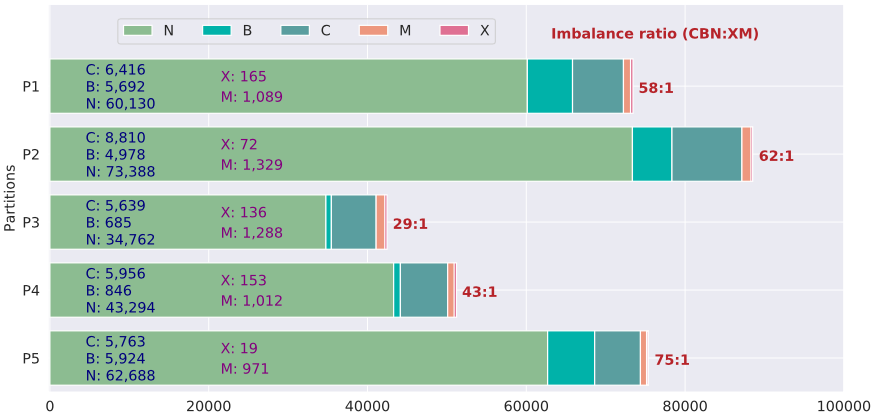 N B C M X
Imbalance ratio (CBN:XM)
Partitions
P1
C: 6,416
B: 5,692
N: 60,130
X: 165
M: 1,089
58:1
P2
C: 8,810
B: 4,978
N: 73,388
X: 72
M: 1,329
62:1
P3
C: 5,639
B: 685
N: 34,762
X: 136
M: 1,288
29:1
P4
C: 5,956
B: 846
N: 43,294
X: 153
M: 1,012
43:1
P5
C: 5,763
B: 5,924
N: 62,688
X: 19
M: 971
75:1
0 20000 40000 60000 80000 100000